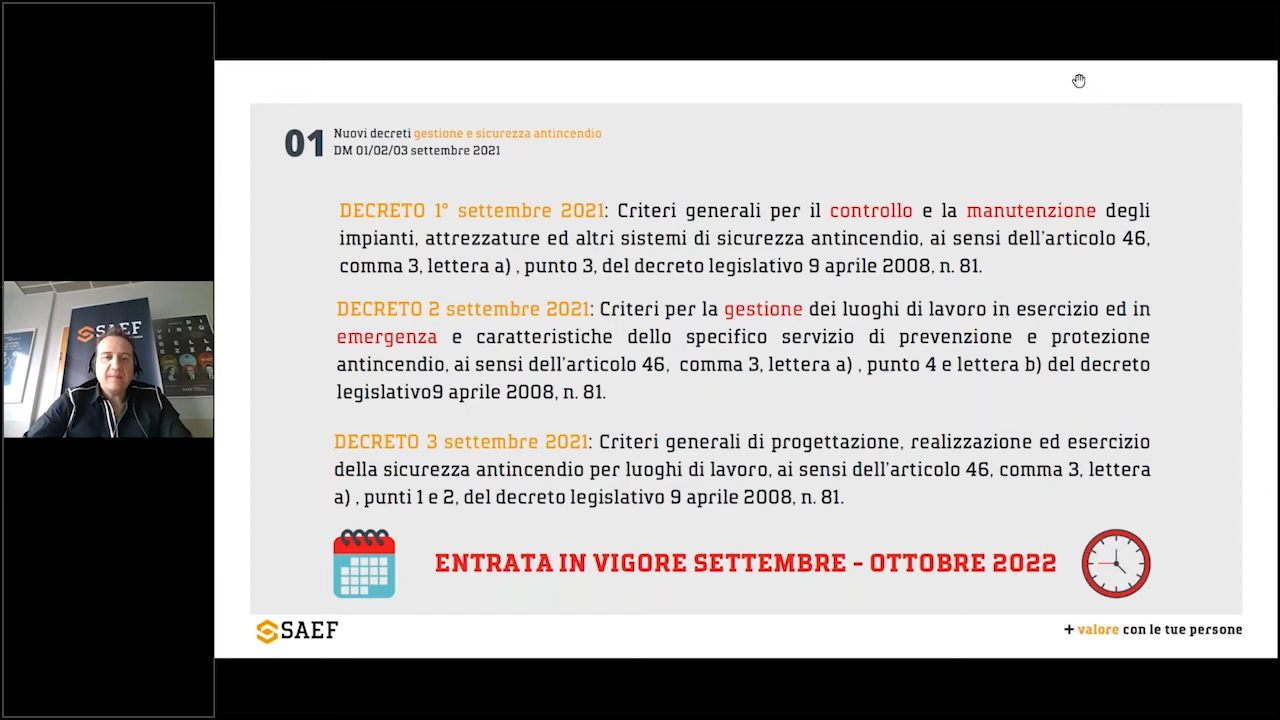 01
Nuovi decreti gestione e sicurezza antincendio
DM 01/02/03 settembre 2021
DECRETO 1° settembre 2021: Criteri generali per il controllo e la manutenzione degli
impianti, attrezzature ed altri sistemi di sicurezza antincendio, ai sensi dell'articolo 46,
comma 3, lettera a) , punto 3, del decreto legislativo 9 aprile 2008, n. 81.
DECRETO 2 settembre 2021: Criteri per la gestione dei luoghi di lavoro in esercizio ed in
emergenza e caratteristiche dello specifico servizio di prevenzione e protezione
antincendio, ai sensi dell'articolo 46, comma 3, lettera a) , punto 4 e lettera b) del decreto
legislativo9 aprile 2008, n. 81.
DECRETO 3 settembre 2021: Criteri generali di progettazione, realizzazione ed esercizio
della sicurezza antincendio per luoghi di lavoro, ai sensi dell'articolo 46, comma 3, lettera
a) , punti 1 e 2, del decreto legislativo 9 aprile 2008, n. 81.
ENTRATA IN VIGORE SETTEMBRE - OTTOBRE 2022
SAEF
+ valore con le tue persone
SAEF